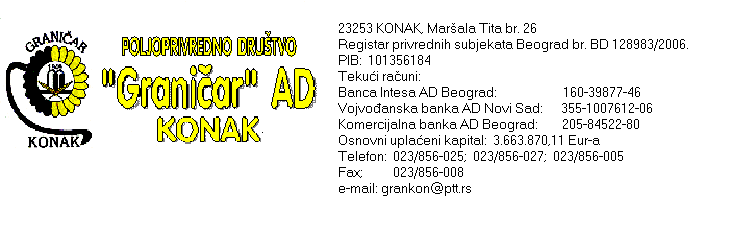 GRANIČAR
KONAK
POLJOPRIVREDNO DRUŠTVO
"Graničar" AD
KONAK
23253 KONAK, Maršala Tita br. 26
Registar privrednih subjekata Beograd br. BD 128983/2006.
PIB: 101356184
Tekući računi:
Banca Intesa AD Beograd: 160-39877-46
Vojvođanska banka AD Novi Sad: 355-1007612-06
Komercijalna banka AD Beograd: 205-84522-80
Osnovni uplaćeni kapital: 3.663.870,11 Eur-a
Telefon: 023/856-025; 023/856-027; 023/856-005
Fax; 023/856-008
e-mail: grankon@ptt.rs